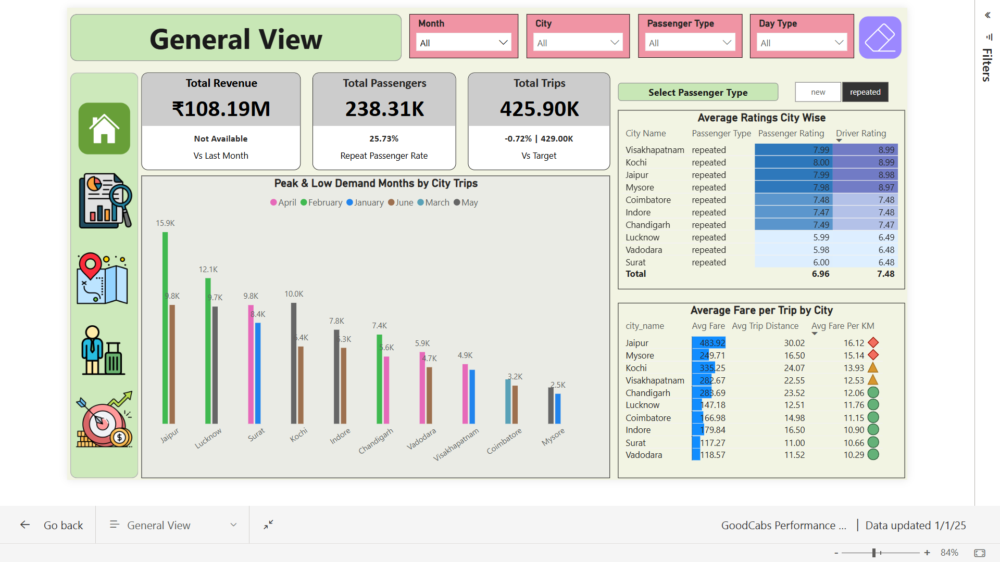 General View
Month
All
City
All
Passenger Type
All
Day Type
All
Filters
Total Revenue
₹108.19M
Not Available
Vs Last Month
Total Passengers
238.31K
25.73%
Repeat Passenger Rate
Total Trips
425.90K
-0.72% | 429.00K
Vs Target
Select Passenger Type
new
repeated
Average Ratings City Wise
City Name Passenger Type Passenger Rating Driver Rating
Visakhapatnam repeated 7.99 8.99
Kochi repeated 8.00 8.99
Jaipur repeated 7.99 8.98
Mysore repeated 7.98 8.97
Coimbatore repeated 7.48 7.48
Indore repeated 7.47 7.48
Chandigarh repeated 7.49 7.47
Lucknow repeated 5.99 6.49
Vadodara repeated 5.98 6.48
Surat repeated 6.00 6.48
Total 6.96 7.48
Peak & Low Demand Months by City Trips
April February January June March May
15.9K
9.8K
12.1K
9.7K
9.8K
8.4K
10.0K
6.4K
7.8K
6.3K
7.4K
5.6K
5.9K
4.7K
4.9K
3.2K
2.5K
Jaipur
Lucknow
Surat
Kochi
Indore
Chandigarh
Vadodara
Visakhapatnam
Coimbatore
Mysore
Average Fare per Trip by City
city_name Avg Fare Avg Trip Distance Avg Fare Per KM
Jaipur 483.92 30.02 16.12
Mysore 249.71 16.50 15.14
Kochi 335.25 24.07 13.93
Visakhapatnam 282.67 22.55 12.53
Chandigarh 283.69 23.52 12.06
Lucknow 147.18 12.51 11.76
Coimbatore 166.98 14.98 11.15
Indore 179.84 16.50 10.90
Surat 117.27 11.00 10.66
Vadodara 118.57 11.52 10.29
Go back
General View
GoodCabs Performance ... | Data updated 1/1/25
- + 84%